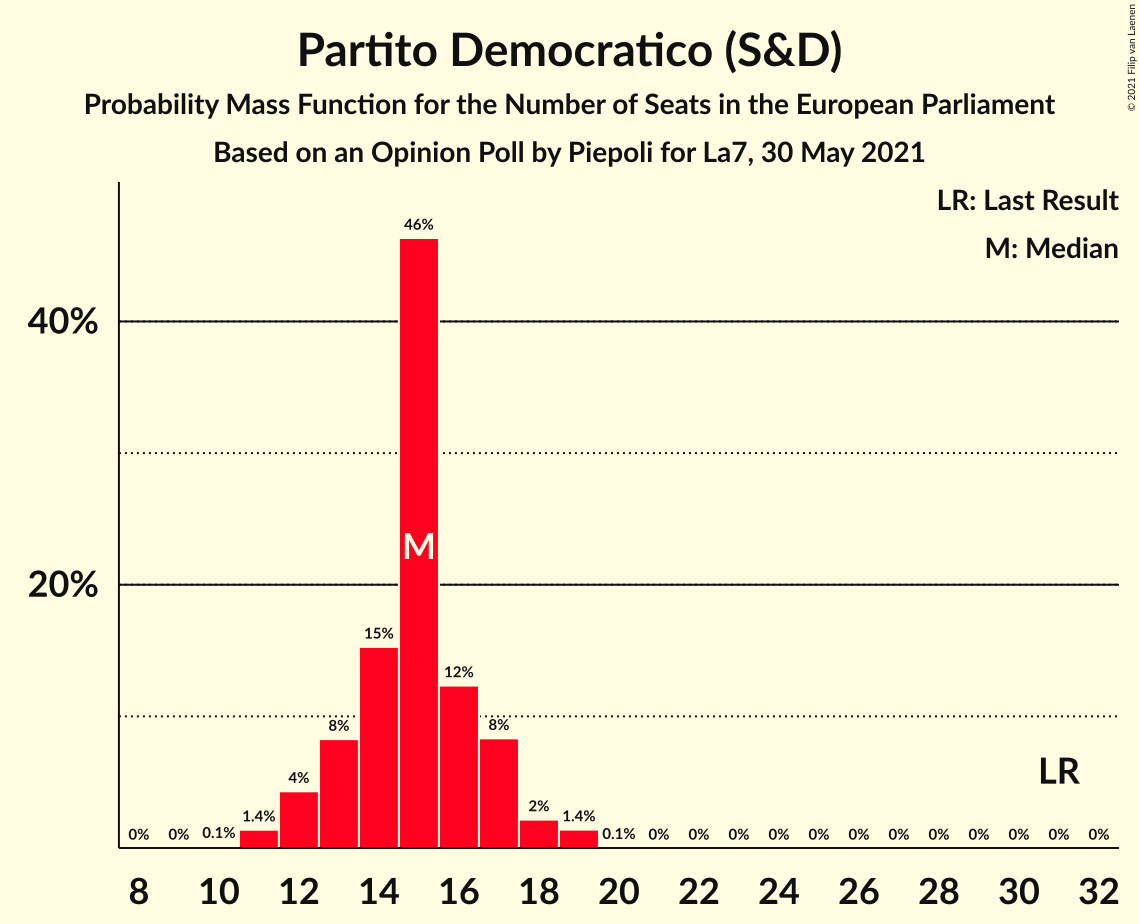 Partito Democratico (S&D)
Probability Mass Function for the Number of Seats in the European Parliament
Based on an Opinion Poll by Piepoli for La7, 30 May 2021
© 2021 Filip van Laenen
LR: Last Result
M: Median
40%
20%
0% 0% 0.1% 1.4% 4% 8% 15% 46% 12% 8% 2% 1.4% 0.1% 0% 0% 0% 0% 0% 0% 0% 0% 0% 0% 0% 0%
M
LR
8 10 12 14 16 18 20 22 24 26 28 30 32